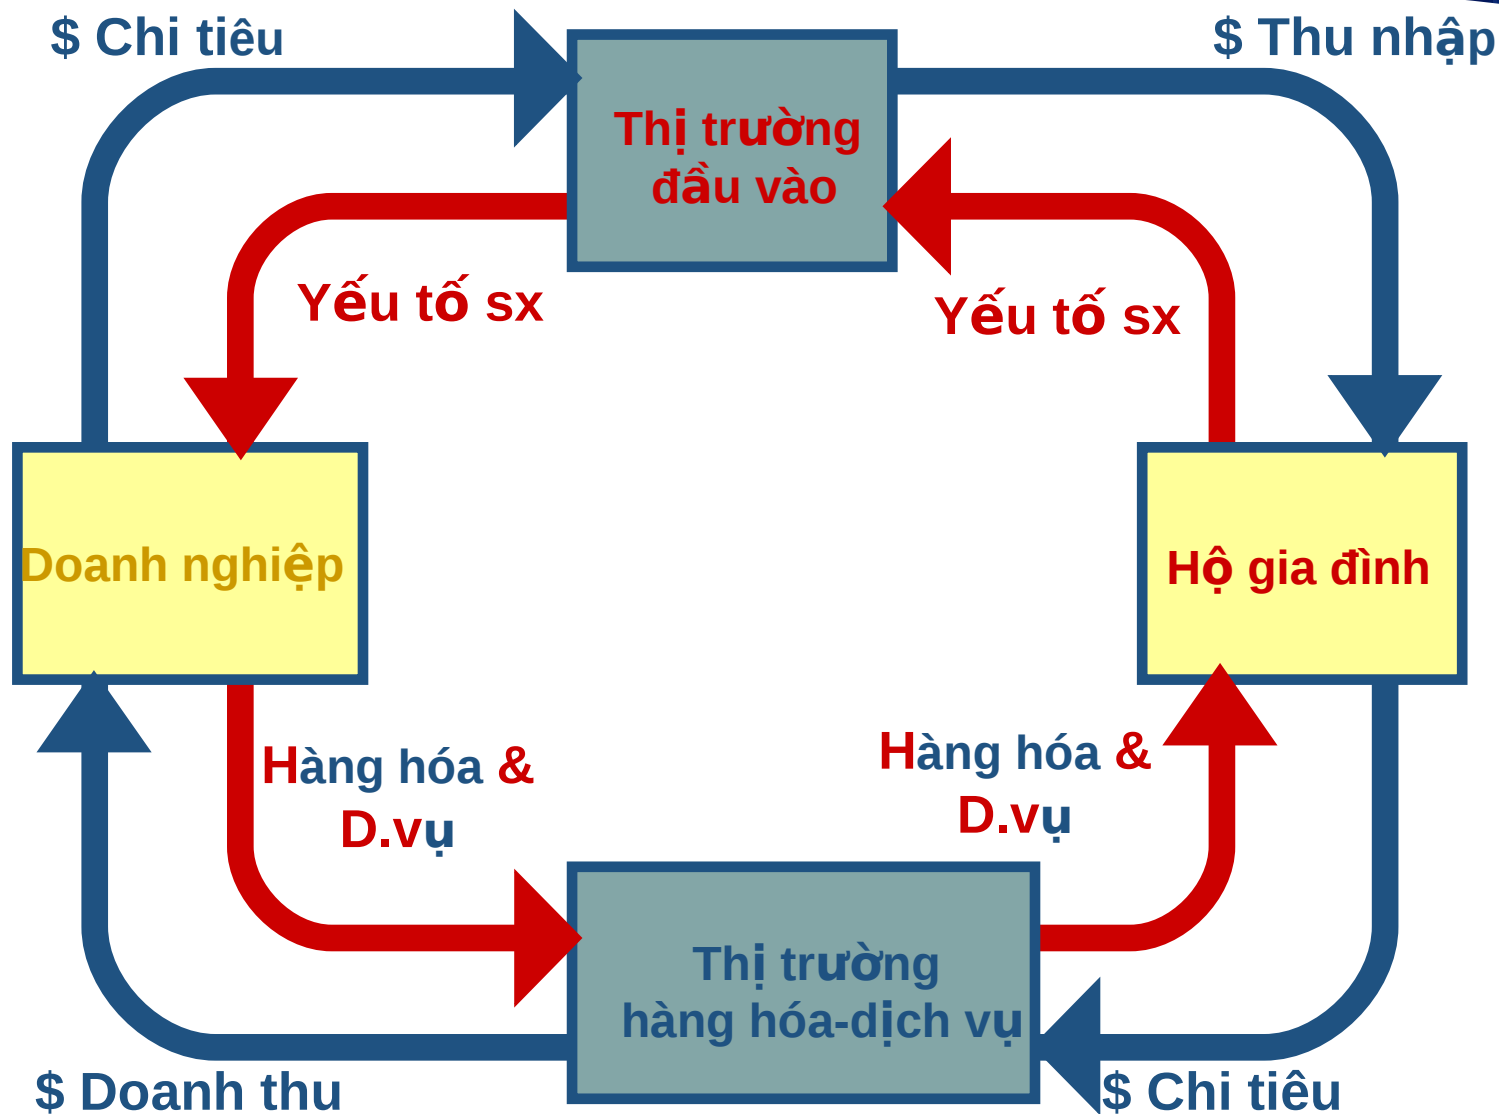 $ Chi tiêu
$ Thu nhập
Thị trường
đầu vào
Yếu tố sx
Yếu tố sx
Doanh nghiệp
Hộ gia đình
Hàng hóa &
D.vụ
Hàng hóa &
D.vụ
Thị trường
hàng hóa-dịch vụ
$ Doanh thu
$ Chi tiêu